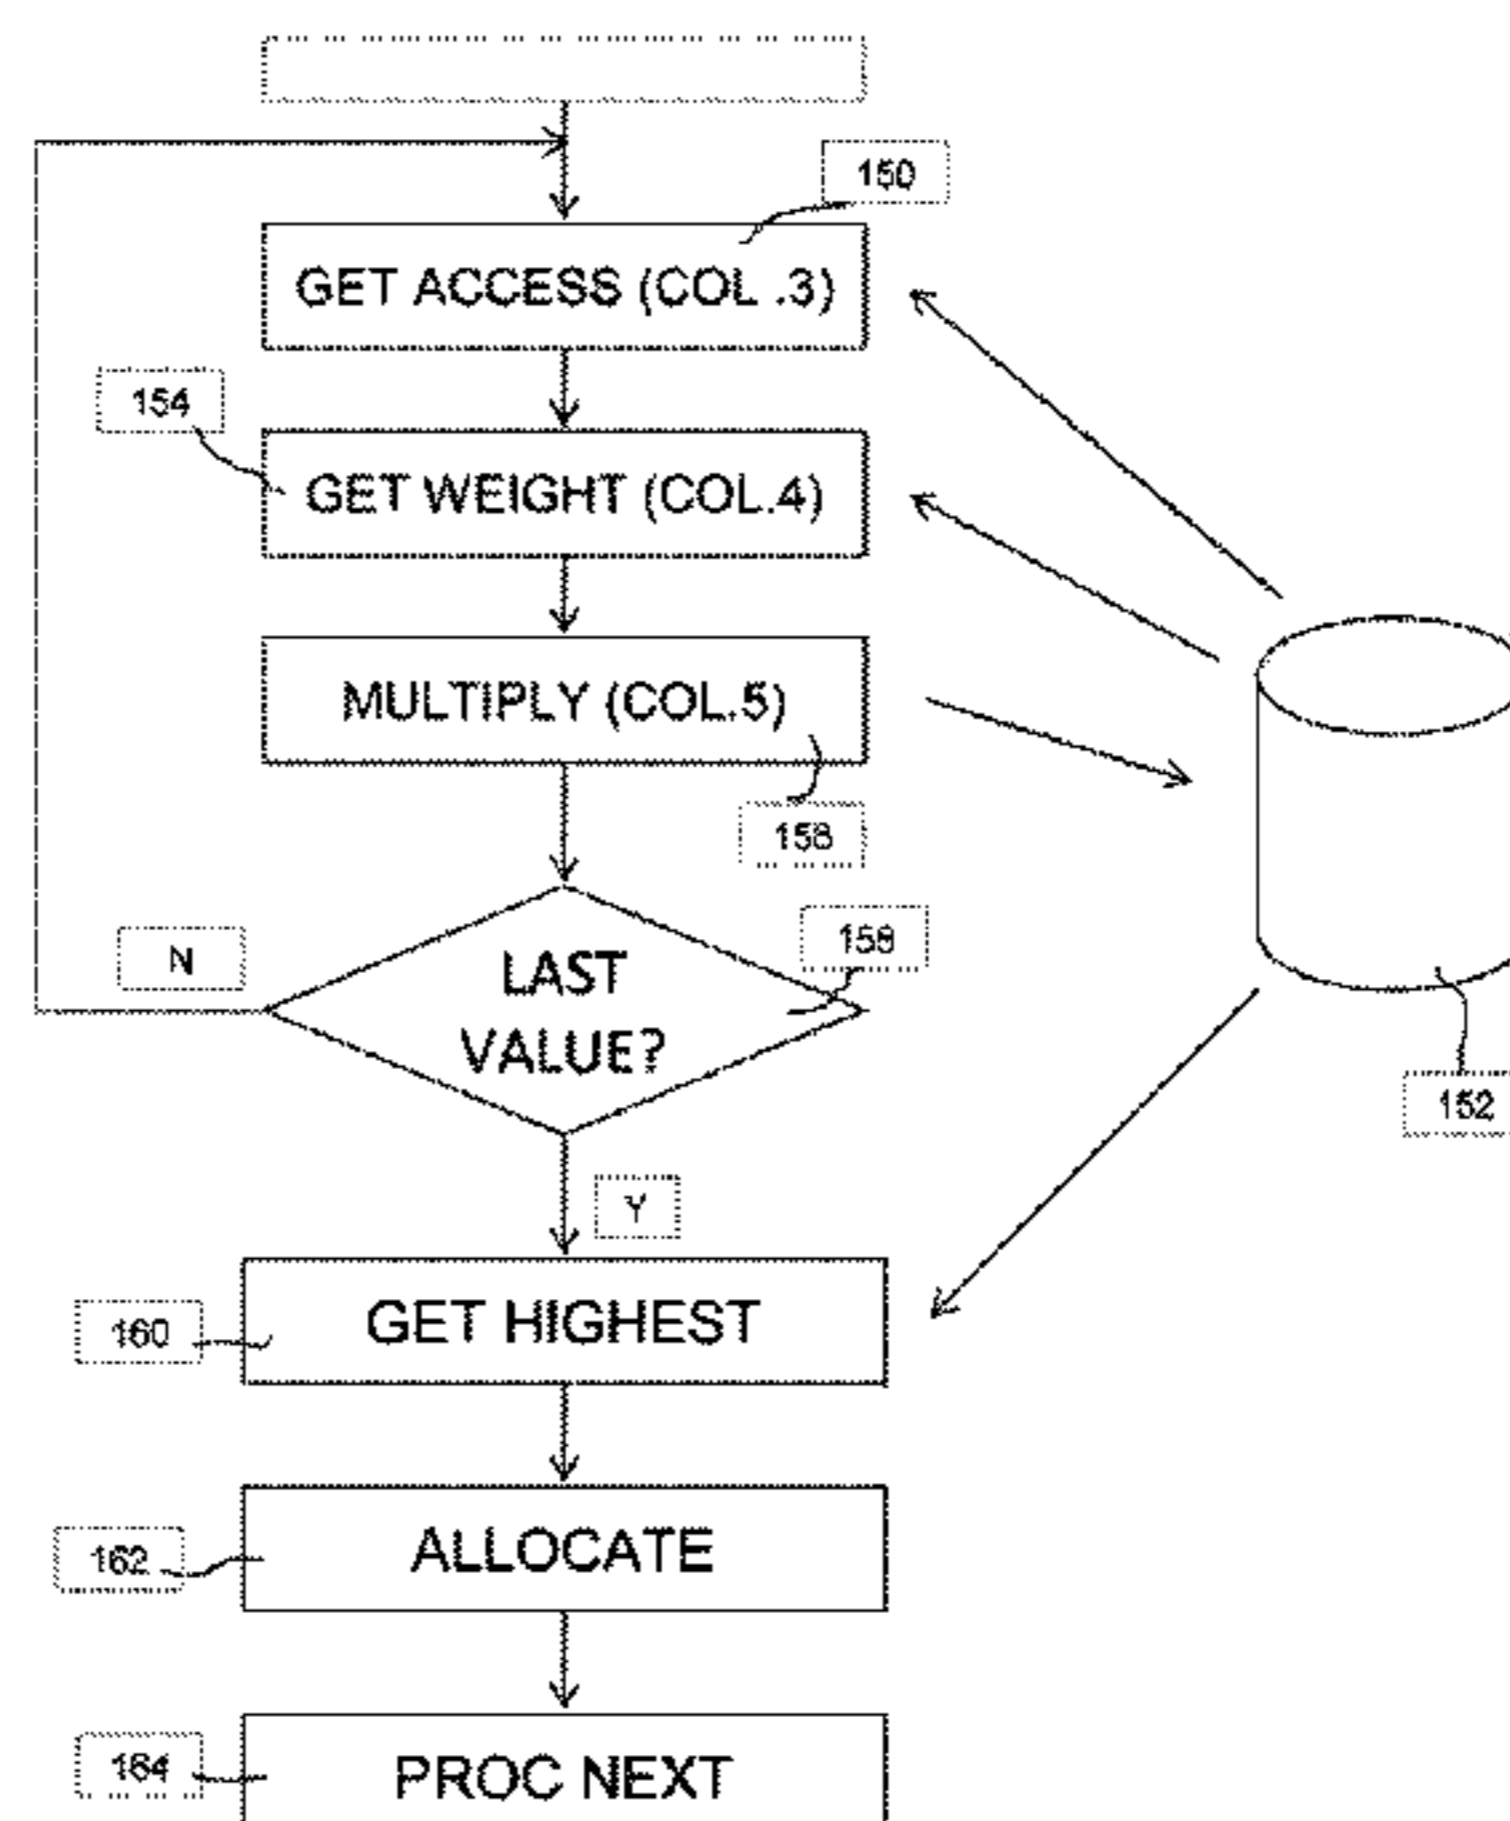 150
GET ACCESS (COL .3)
154
GET WEIGHT (COL.4)
MULTIPLY (COL.5)
158
N
LAST
VALUE?
152
Y
GET HIGHEST
160
ALLOCATE
162
PROC NEXT
164